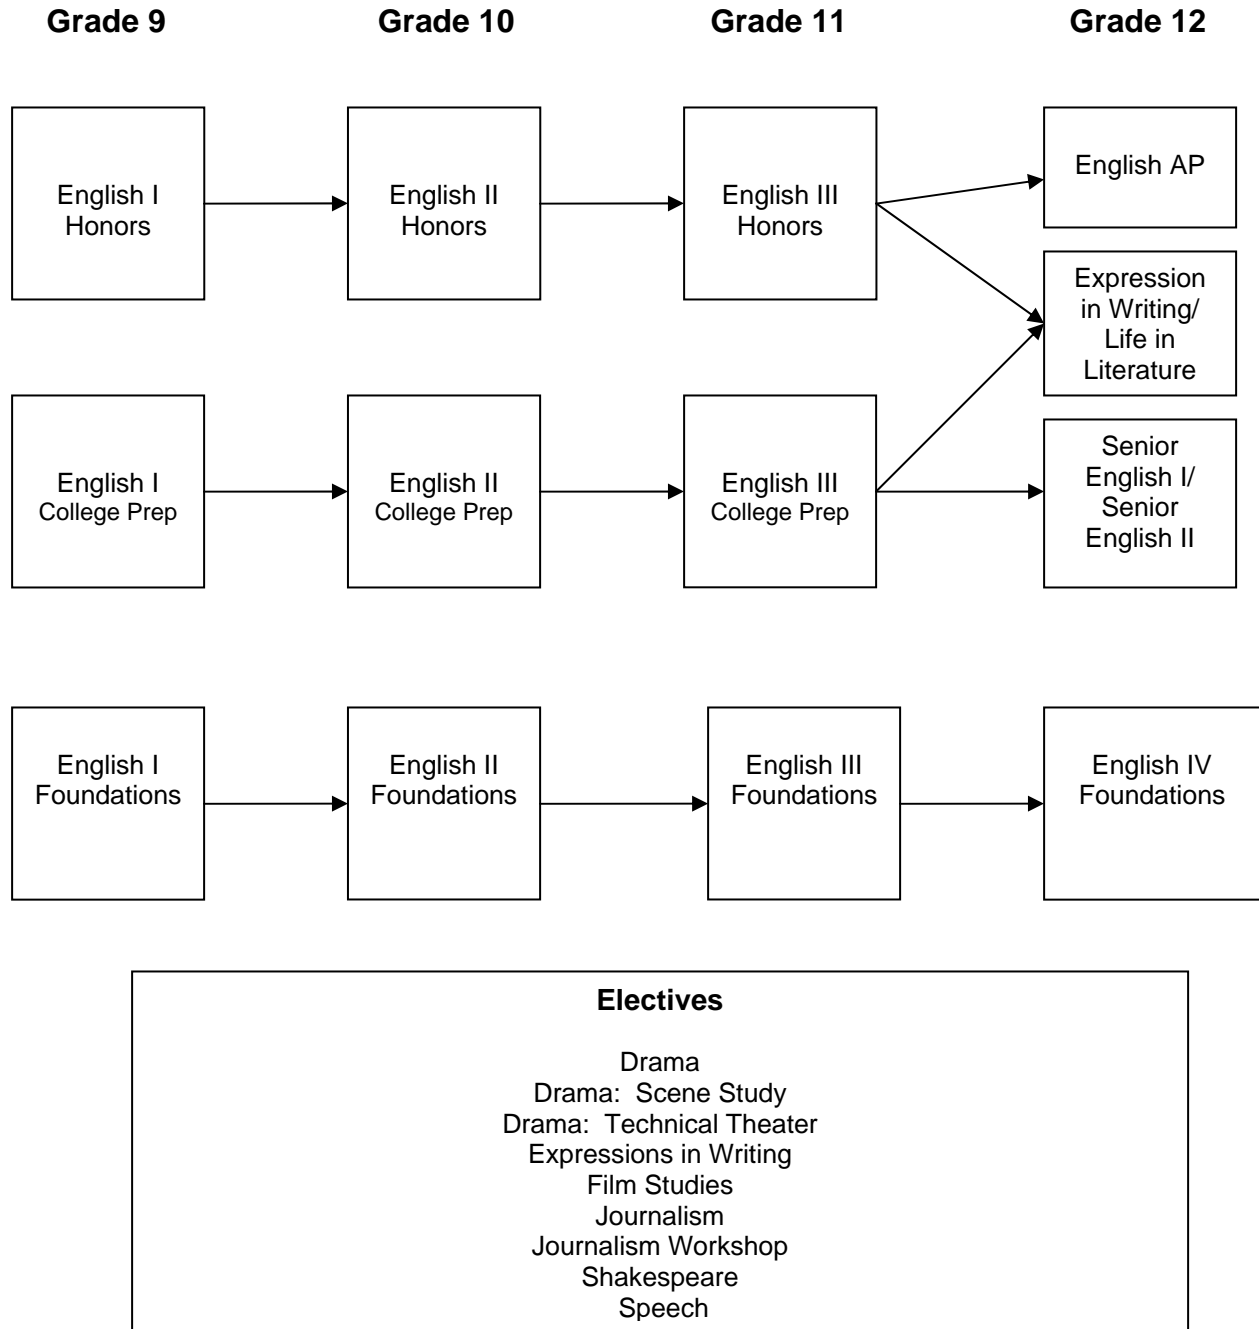 Grade 9
Grade 10
Grade 11
Grade 12
English I
Honors
English II
Honors
English III
Honors
English AP
Expression
in Writing/
Life in
Literature
English I
College Prep
English II
College Prep
English III
College Prep
Senior
English I/
Senior
English II
English I
Foundations
English II
Foundations
English III
Foundations
English IV
Foundations
Electives
Drama
Drama: Scene Study
Drama: Technical Theater
Expressions in Writing
Film Studies
Journalism
Journalism Workshop
Shakespeare
Speech